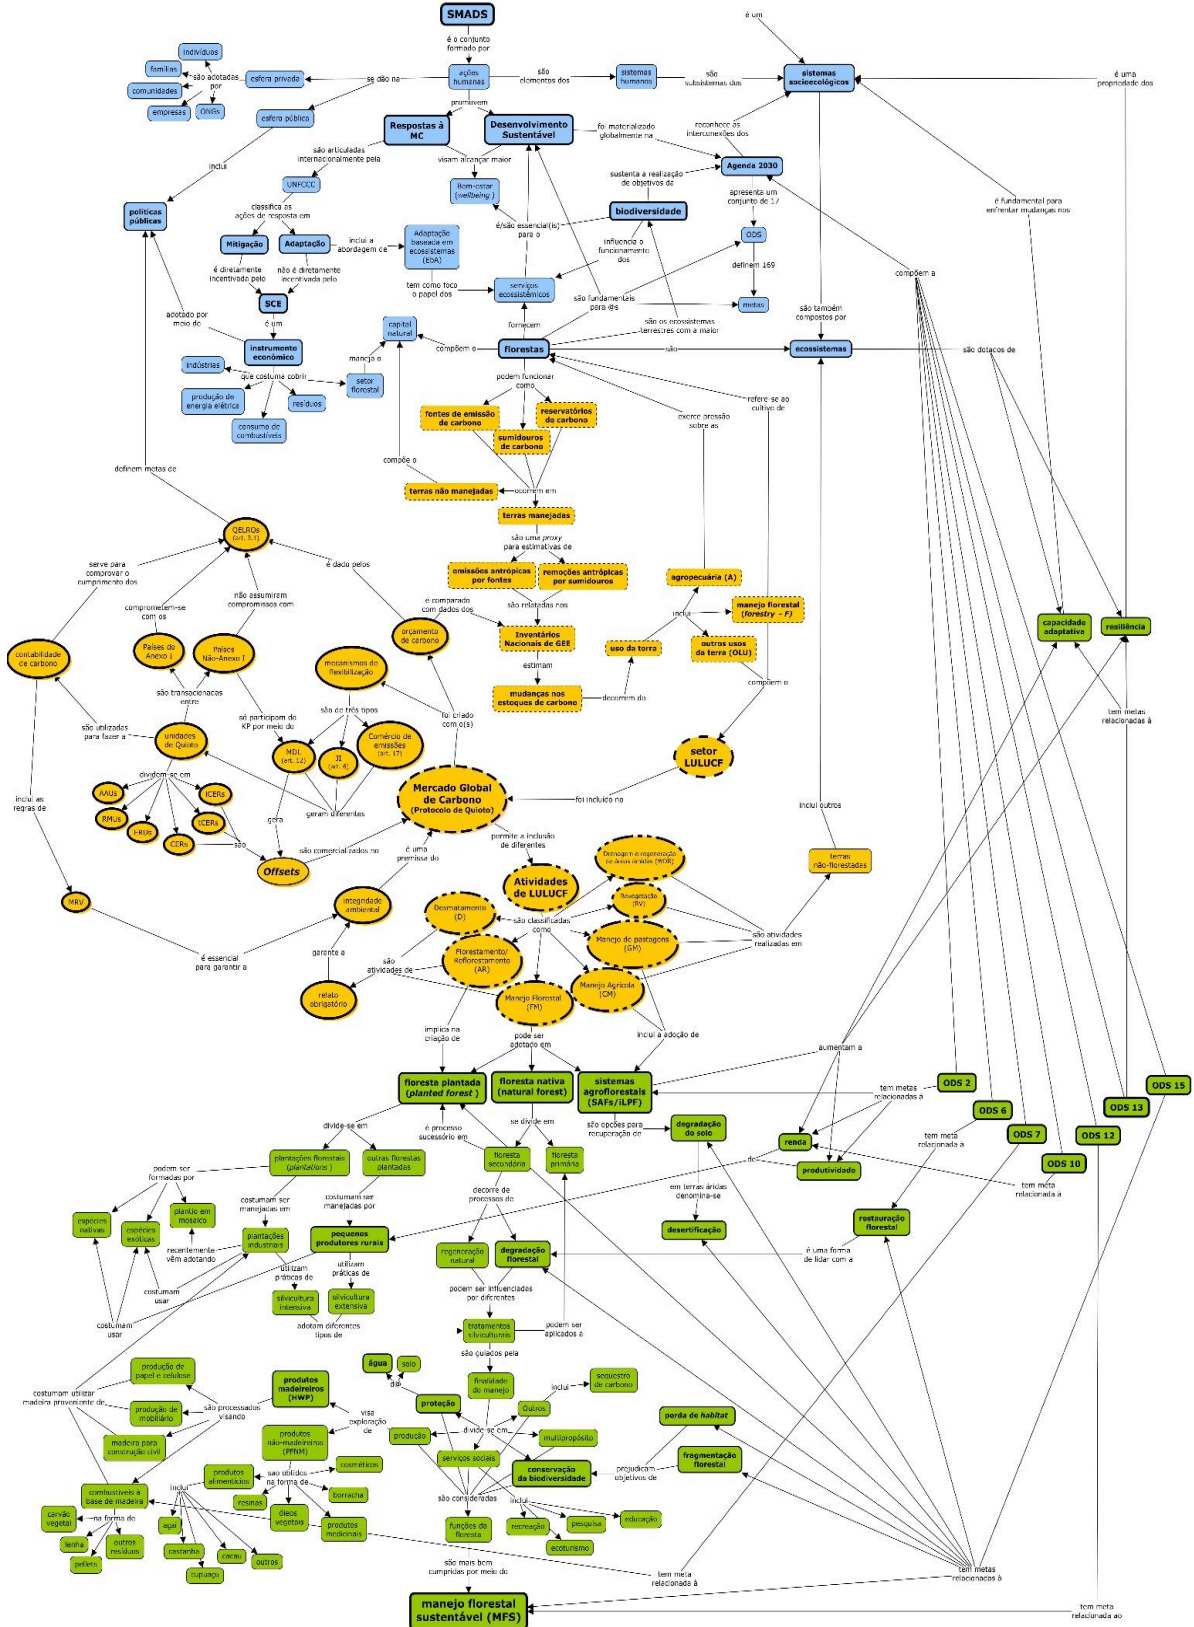 SMADS
é um
é o conjunto
formado por
indivíduos
famílias
são adotadas
por
comunidades
empresas
ONGs
esfera privada
se dão na
ações
humanas
são
elementos dos
sistemas
humanos
são
subsistemas dos
sistemas
socioecológicos
é uma
propriedade dos
esfera pública
promovem
Respostas à
MC
Desenvolvimento
Sustentável
foi materializado
globalmente na
reconhece as
interconexões dos
são articuladas
internacionalmente pela
visam alcançar maior
Agenda 2030
inclui
UNFCCC
Bem-estar
(wellbeing )
sustenta a realização
de objetivos da
apresenta um
conjunto de 17
políticas
públicas
classifica as
ações de resposta em
biodiversidade
é fundamental para
enfrentar mudanças nos
é/são essencial(is)
para o
ODS
Mitigação
Adaptação
inclui a
abordagem de
Adaptação
baseada em
ecossistemas
(EbA)
influencia o
funcionamento
dos
definem 169
compõem a
é diretamente
incentivada pelo
não é diretamente
incentivada pelo
tem como foco
o papel dos
serviços
ecossistêmicos
SCE
são fundamentais
para @s
metas
adotado por
meio de
é um
capital
natural
fornecem
são os ecossistemas
terrestres com a maior
são também
compostos por
instrumento
econômico
compõem o
florestas
são
ecossistemas
são dotados de
indústrias
que costuma cobrir
maneja o
setor
florestal
produção de
energia elétrica
resíduos
consumo de
combustíveis
podem funcionar
como
refere-se ao
cultivo de
fontes de emissão
de carbono
reservatórios
de carbono
exerce pressão
sobre as
sumidouros
de carbono
definem metas de
compõe o
terras não manejadas
ocorrem em
terras manejadas
QELROs
(art. 3.1)
são uma proxy
para estimativas de
serve para
comprovar o
cumprimento dos
é dado pelos
emissões antrópicas
por fontes
remoções antrópicas
por sumidouros
agropecuária (A)
não assumiram
compromissos com
comprometem-se
com os
é comparado
com dados dos
são relatadas nos
inclui
manejo florestal
(forestry - F)
capacidade
adaptativa
resiliência
contabilidade
de carbono
Países do
Anexo I
Países
Não-Anexo I
orçamento
de carbono
Inventários
Nacionais de GEE
uso da terra
outros usos
da terra (OLU)
mecanismos de
flexibilização
estimam
são transacionadas
entre
mudanças nos
estoques de carbono
decorrem do
compõem o
são utilizadas
para fazer a
unidades
de Quioto
só participam do
KP por meio do
são de três tipos
foi criado
com o(s)
tem metas
relacionadas à
MDL
(art. 12)
JI
(art. 6)
Comércio de
emissões
(art. 17)
setor
LULUCF
dividem-se em
AAUs
lCERs
RMUs
tCERs
ERUs
CERs
são
gera
geram diferentes
Mercado Global
de Carbono
(Protocolo de Quioto)
foi incluído no
inclui as
regras de
inclui outros
Offsets
são comercializados no
é uma
premissa do
permite a inclusão
de diferentes
Drenagem e regeneração
de áreas úmidas (WDR)
terras
não-florestadas
Atividades
de LULUCF
MRV
integridade
ambiental
Desmatamento
(D)
são classificadas
como
Revegetação
(RV)
é essencial
para garantir a
garante a
Florestamento/
Reflorestamento
(AR)
Manejo de pastagens
(GM)
são atividades
realizadas em
são
atividades de
relato
obrigatório
Manejo Florestal
(FM)
Manejo Agrícola
(CM)
implica na
criação de
pode ser
adotado em
inclui a adoção de
aumentam a
floresta plantada
(planted forest )
floresta nativa
(natural forest)
sistemas
agroflorestais
(SAFs/iLPF)
tem metas
relacionadas à
ODS 2
ODS 15
ODS 6
ODS 13
divide-se em
é processo
sucessório em
se divide em
são opções para
recuperação de
degradação
do solo
renda
tem meta
relacionada à
ODS 7
ODS 12
plantações florestais
(plantations )
outras florestas
plantadas
floresta
secundária
floresta
primária
de
produtividade
ODS 10
podem ser
formadas por
costumam ser
manejadas em
costumam ser
manejadas por
decorre de
processos de
em terras áridas
denomina-se
tem meta
relacionada à
espécies
nativas
espécies
exóticas
plantio em
mosaico
plantações
industriais
pequenos
produtores rurais
desertificação
restauração
florestal
recentemente
vêm adotando
regeneração
natural
degradação
florestal
é uma forma
de lidar com a
utilizam
práticas de
utilizam
práticas de
costumam
usar
costumam
usar
silvicultura
intensiva
silvicultura
extensiva
podem ser influenciadas
por diferentes
adotam diferentes
tipos de
tratamentos
silviculturais
podem ser
aplicados a
são guiados pela
produção de
papel e celulose
água
solo
costumam utilizar
madeira proveniente de
produtos
madeireiros
(HWP)
d@
finalidade
do manejo
inclui
sequestro
de carbono
produção de
mobiliário
são processados
visando
visa
exploração
de
proteção
Outros
perda de habitat
madeira para
construção civil
produtos
não-madeireiros
(PFNM)
produção
divide-se em
multipropósito
fragmentação
florestal
serviços sociais
conservação
da biodiversidade
prejudicam
objetivos de
combustíveis à
base de madeira
produtos
alimentícios
são obtidos
na forma de
cosméticos
inclui
resinas
borracha
são consideradas
inclui
carvão
vegetal
na forma de
açaí
óleos
vegetais
produtos
medicinais
funções da
floresta
recreação
pesquisa
educação
lenha
outros
resíduos
castanha
cacau
outros
ecoturismo
pellets
cupuaçu
são mais bem
cumpridas por meio do
tem meta
relacionada à
tem metas
relacionadas à
manejo florestal
sustentável (MFS)
tem meta
relacionada ao